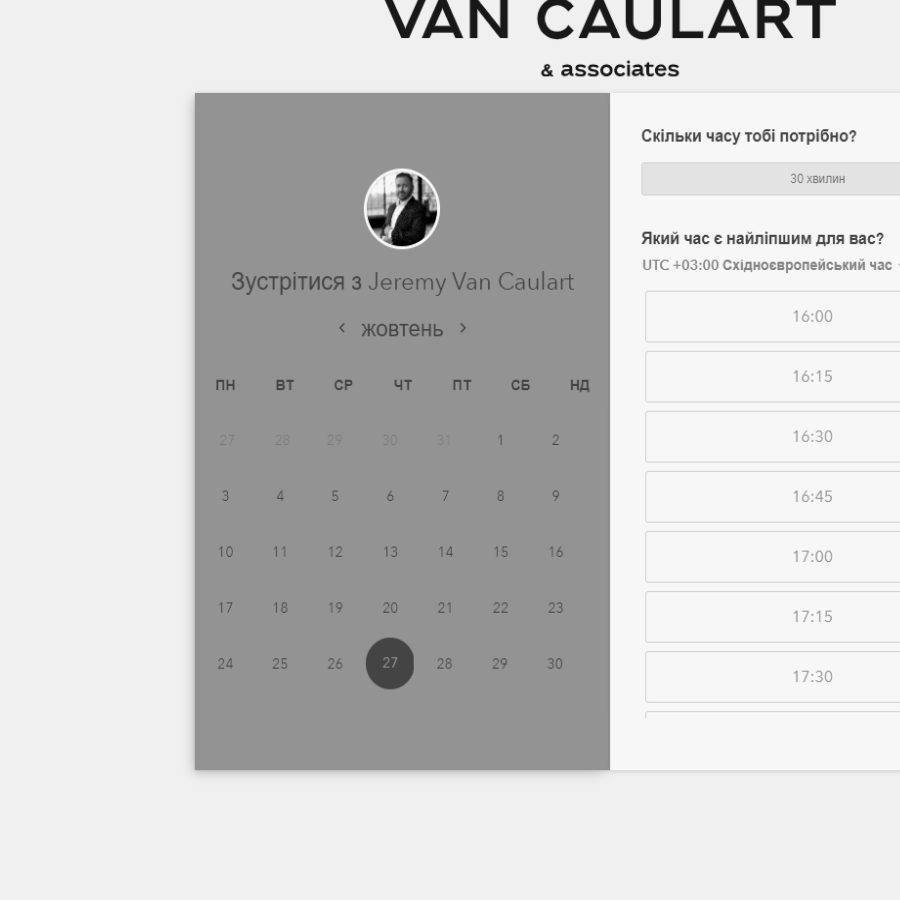 VAN CAULART
& associates
Зустрітися з Jeremy Van Caulart
жовтень
ПН ВТ СР ЧТ ПТ СБ НД
27 28 29 30 31 1 2
3 4 5 6 7 8 9
10 11 12 13 14 15 16
17 18 19 20 21 22 23
24 25 26 27 28 29 30
Скільки часу тобі потрібно?
30 хвилин
Який час є найліпшим для вас?
UTC +03:00 Східноєвропейський час
16:00
16:15
16:30
16:45
17:00
17:15
17:30